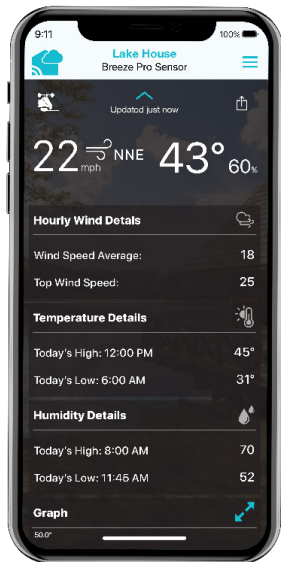 9:11 100%
Lake House
Breeze Pro Sensor
Updated just now
22 mph NNE 43° 60%
Hourly Wind Detals
Wind Speed Average: 18
Top Wind Speed: 25
Temperature Details
Today's High: 12:00 PM 45°
Today's Low: 6:00 AM 31°
Humidity Details
Today's High: 8:00 AM 70
Today's Low: 11:45 AM 52
Graph
50.0°